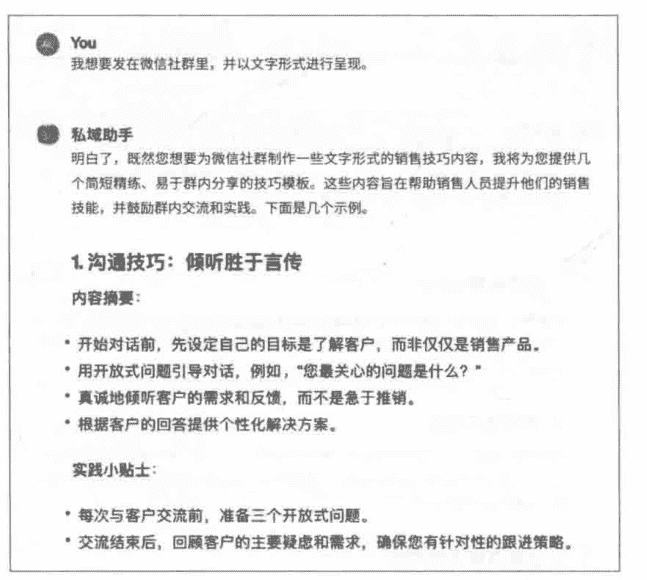 You
我想要发在微信社群里，并以文字形式进行呈现。
私域助手
明白了，既然您想要为微信社群制作一些文字形式的销售技巧内容，我将为您提供几
个简短精练、易于群内分享的技巧模板。这些内容旨在帮助销售人员提升他们的销售
技能，并鼓励群内交流和实践。下面是几个示例。
1. 沟通技巧：倾听胜于言传
内容摘要：
• 开始对话前，先设定自己的目标是了解客户，而非仅仅是销售产品。
• 用开放式问题引导对话，例如，“您最关心的问题是什么？”
• 真诚地倾听客户的需求和反馈，而不是急于推销。
• 根据客户的回答提供个性化解决方案。
实践小贴士：
• 每次与客户交流前，准备三个开放式问题。
• 交流结束后，回顾客户的主要疑虑和需求，确保您有针对性的跟进策略。